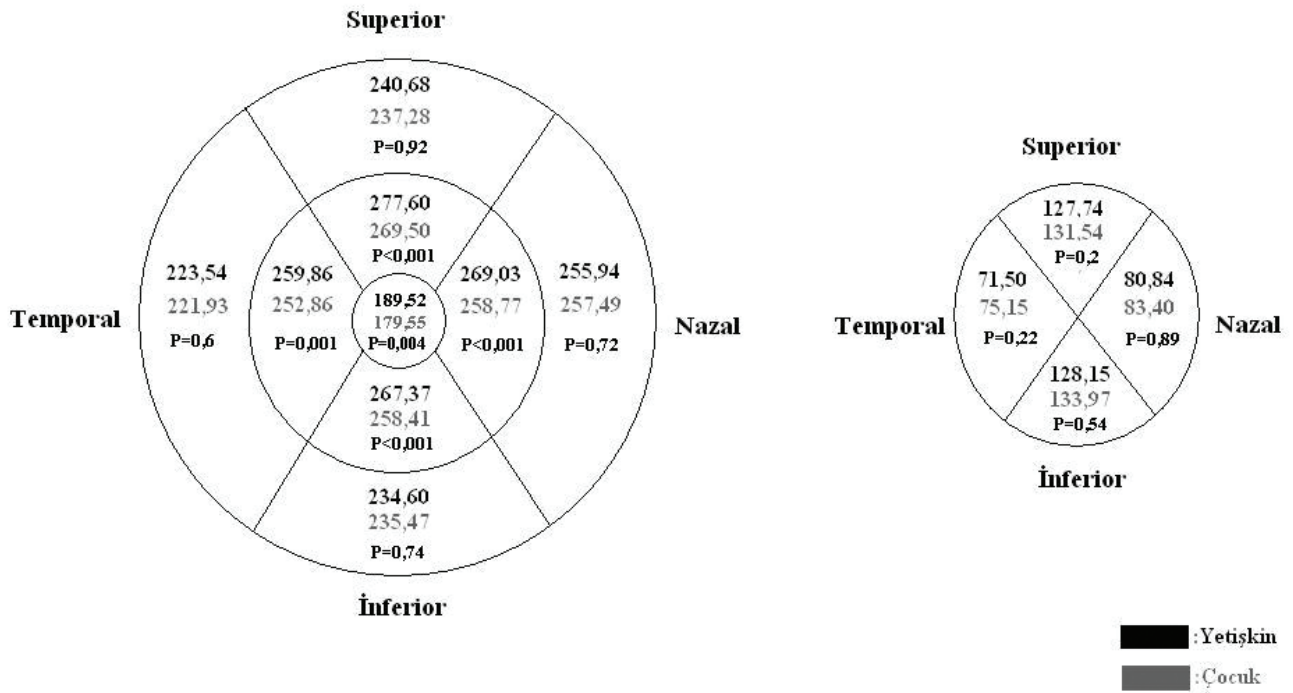 Superior
240,68
237,28
P=0,92
277,60
269,50
P<0,001
223,54
221,93
P=0,6
259,86
252,86
P=0,001
189,52
179,55
P=0,004
269,03
258,77
P<0,001
255,94
257,49
P=0,72
Temporal
Nazal
267,37
258,41
P<0,001
234,60
235,47
P=0,74
İnferior
Superior
127,74
131,54
P=0,2
71,50
75,15
P=0,22
80,84
83,40
P=0,89
Temporal
Nazal
128,15
133,97
P=0,54
İnferior
:Yetişkin
:Çocuk